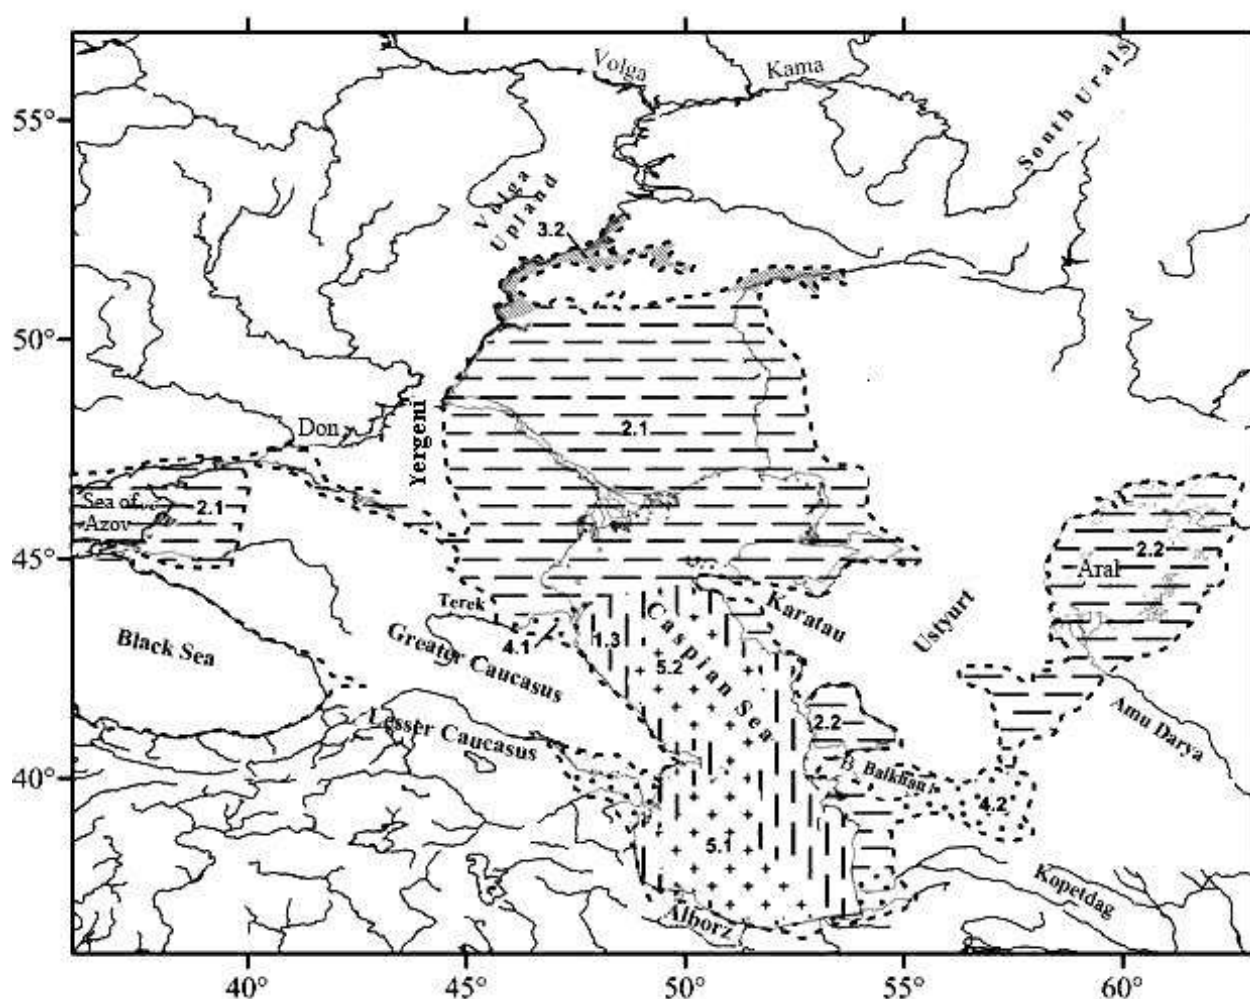 Volga
Kama
55°
South Urals
Volga
Upland
3.2
50°
2.1
Don
Yergeni
Sea of
Azov
2.1
2.2
45°
Aral
Terek
Karatau
Ustyurt
Black Sea
4.1
1.3
Caspian Sea
5.2
Greater Caucasus
Lesser Caucasus
2.2
Amu Darya
40°
B. Balkhan
4.2
5.1
Kopetdag
Alborz
40°
45°
50°
55°
60°